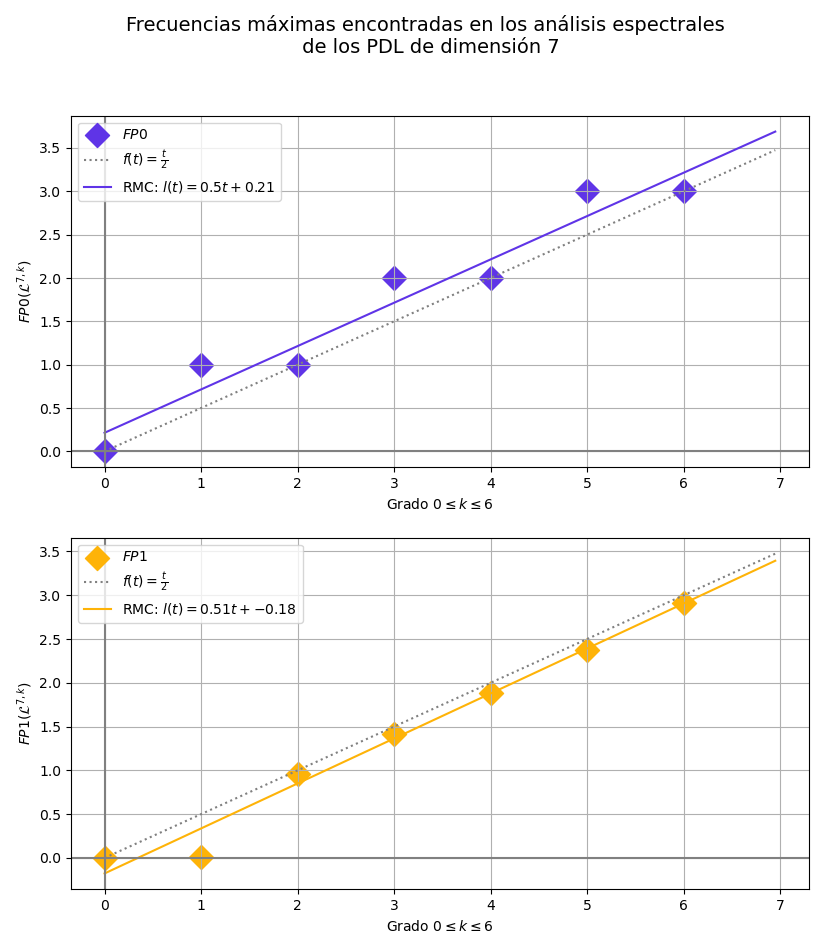 Frecuencias máximas encontradas en los análisis espectrales
de los PDL de dimensión 7
FP0
f(t) = t/2
RMC: l(t) = 0.5t + 0.21
3.5
3.0
2.5
2.0
1.5
1.0
0.5
0.0
FP0(ℒ^{7,k})
0 1 2 3 4 5 6 7
Grado 0 ≤ k ≤ 6
FP1
f(t) = t/2
RMC: l(t) = 0.51t + −0.18
3.5
3.0
2.5
2.0
1.5
1.0
0.5
0.0
FP1(ℒ^{7,k})
0 1 2 3 4 5 6 7
Grado 0 ≤ k ≤ 6